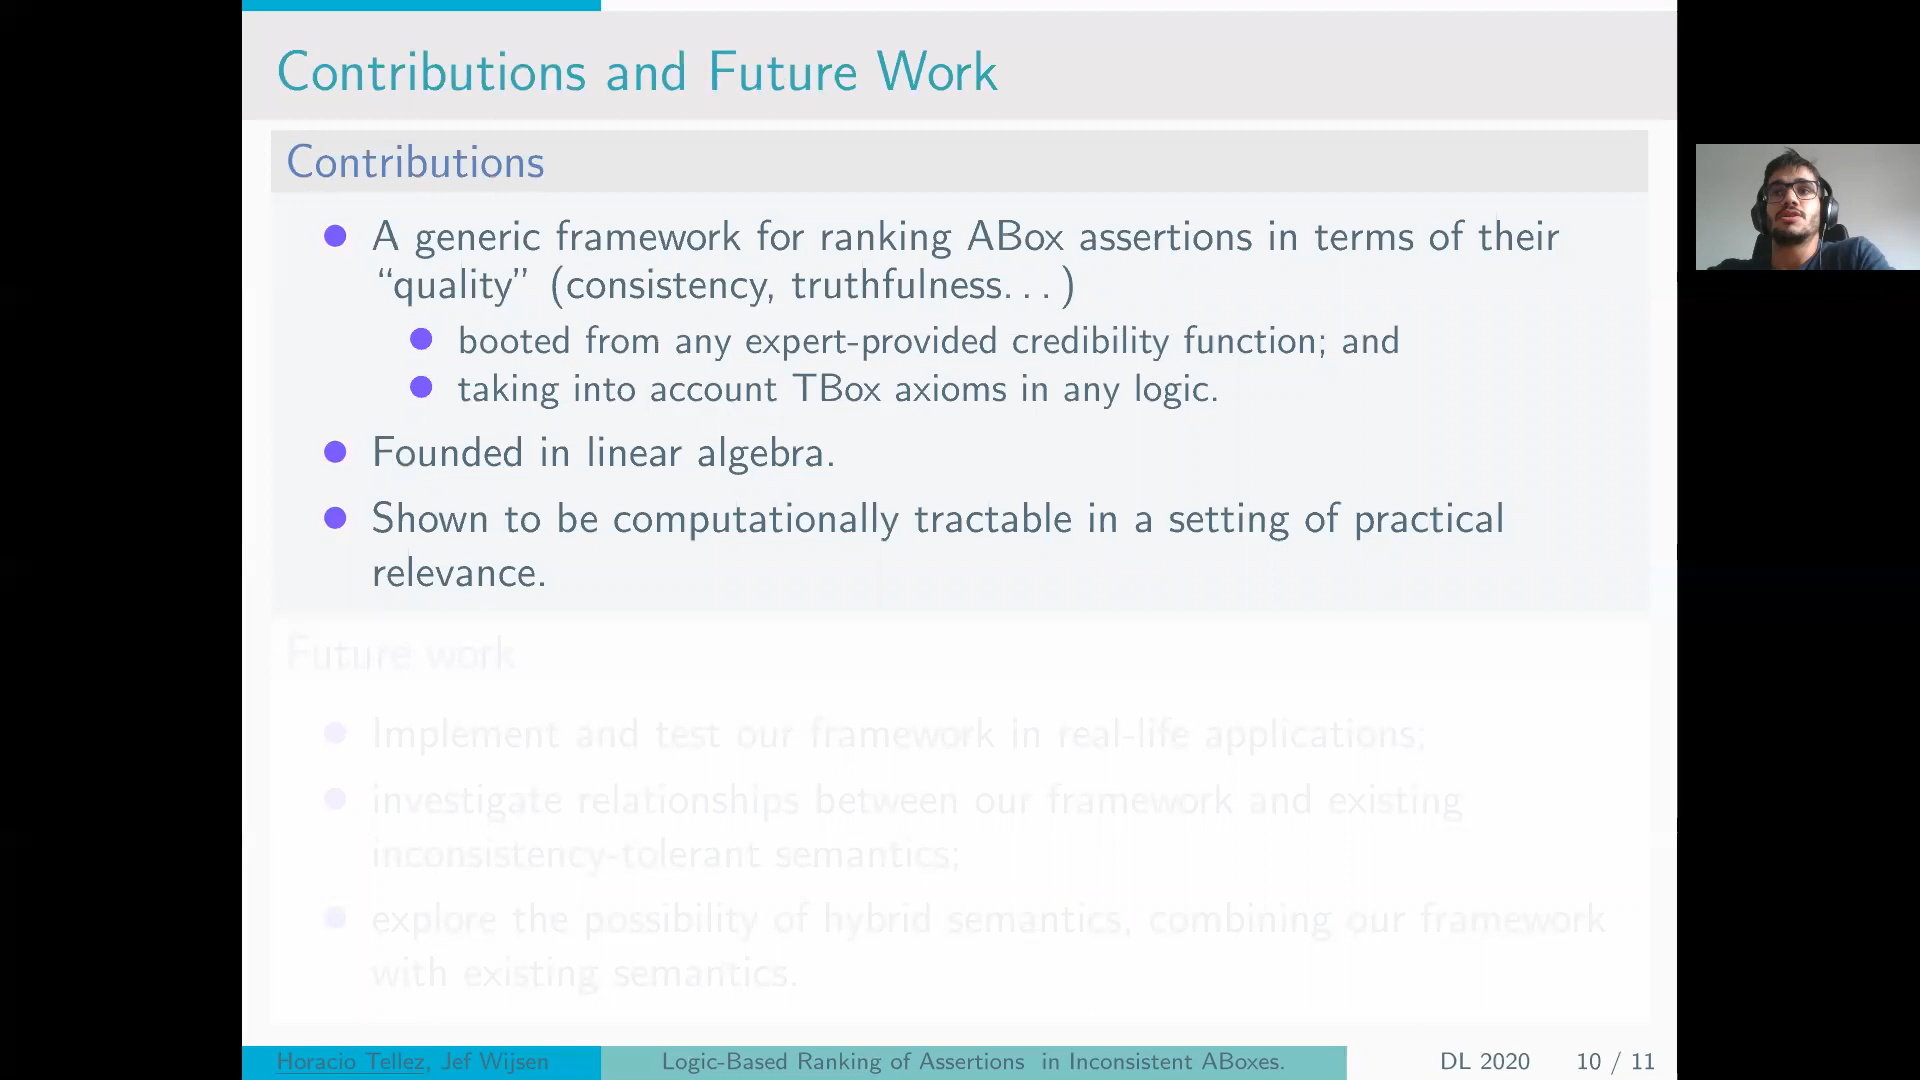 Contributions and Future Work
Contributions
A generic framework for ranking ABox assertions in terms of their
“quality” (consistency, truthfulness. . . )
booted from any expert-provided credibility function; and
taking into account TBox axioms in any logic.
Founded in linear algebra.
Shown to be computationally tractable in a setting of practical
relevance.
Future work
Implement and test our framework in real-life applications;
investigate relationships between our framework and existing
inconsistency-tolerant semantics;
explore the possibility of hybrid semantics, combining our framework
with existing semantics.
Horacio Tellez, Jef Wijsen Logic-Based Ranking of Assertions in Inconsistent ABoxes. DL 2020 10 / 11